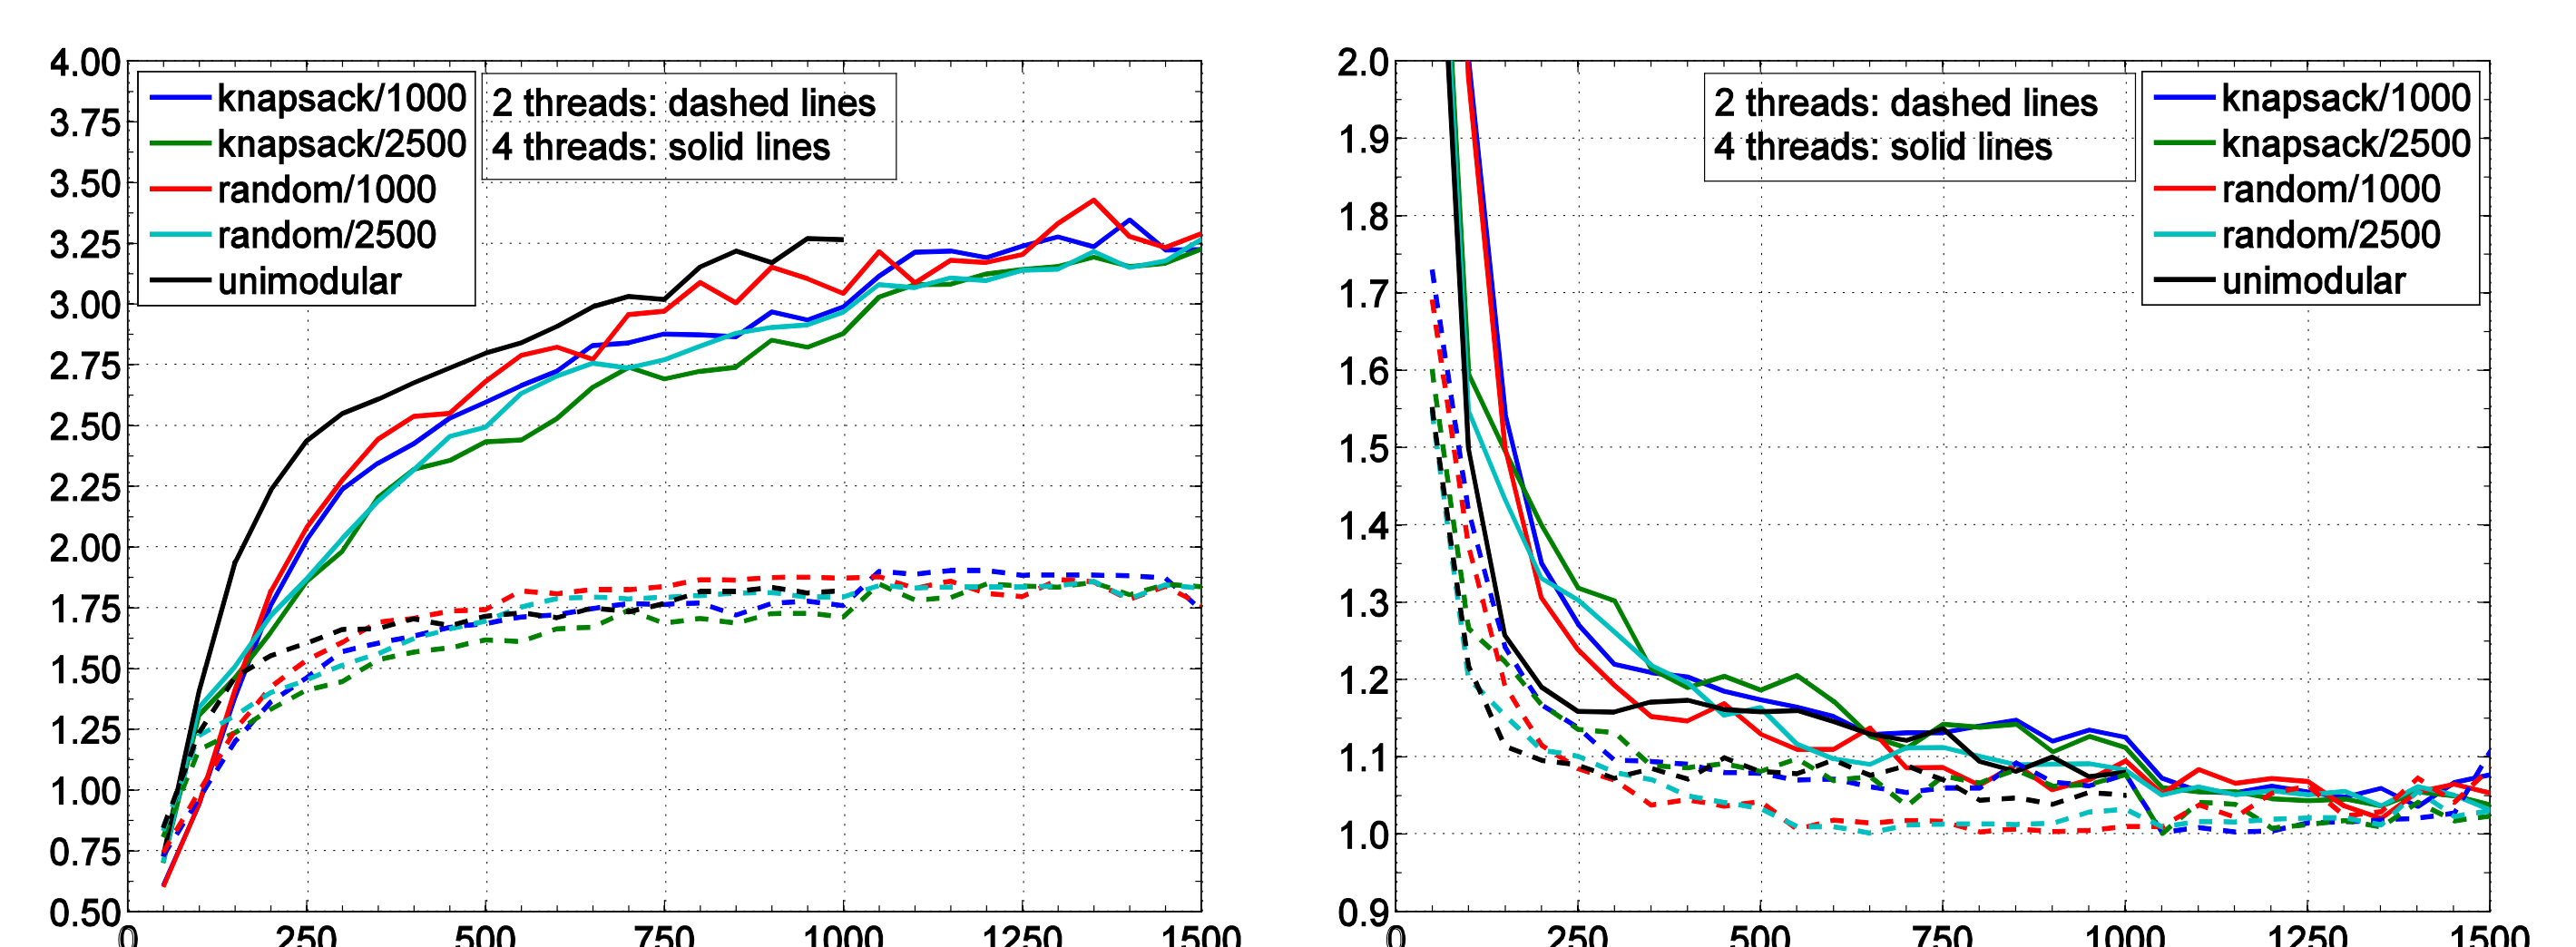 4.00
3.75
3.50
3.25
3.00
2.75
2.50
2.25
2.00
1.75
1.50
1.25
1.00
0.75
0.50
knapsack/1000
knapsack/2500
random/1000
random/2500
unimodular
2 threads: dashed lines
4 threads: solid lines
0 250 500 750 1000 1250 1500
2.0
1.9
1.8
1.7
1.6
1.5
1.4
1.3
1.2
1.1
1.0
0.9
2 threads: dashed lines
4 threads: solid lines
knapsack/1000
knapsack/2500
random/1000
random/2500
unimodular
0 250 500 750 1000 1250 1500